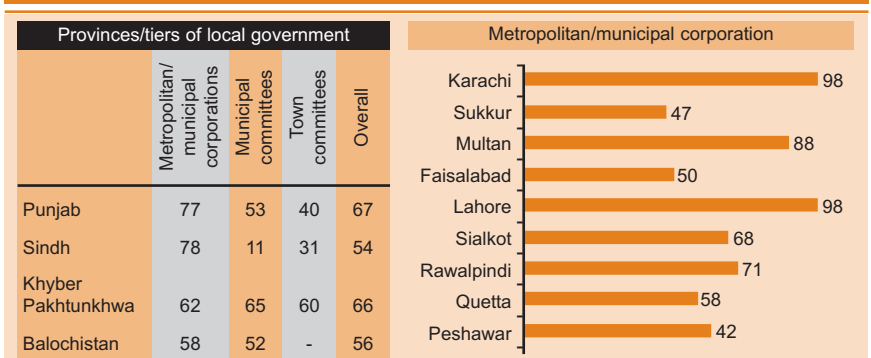 Provinces/tiers of local government
Metropolitan/
municipal
corporations
Municipal
committees
Town
committees
Overall
Punjab 77 53 40 67
Sindh 78 11 31 54
Khyber
Pakhtunkhwa 62 65 60 66
Balochistan 58 52 - 56
Metropolitan/municipal corporation
Karachi 98
Sukkur 47
Multan 88
Faisalabad 50
Lahore 98
Sialkot 68
Rawalpindi 71
Quetta 58
Peshawar 42